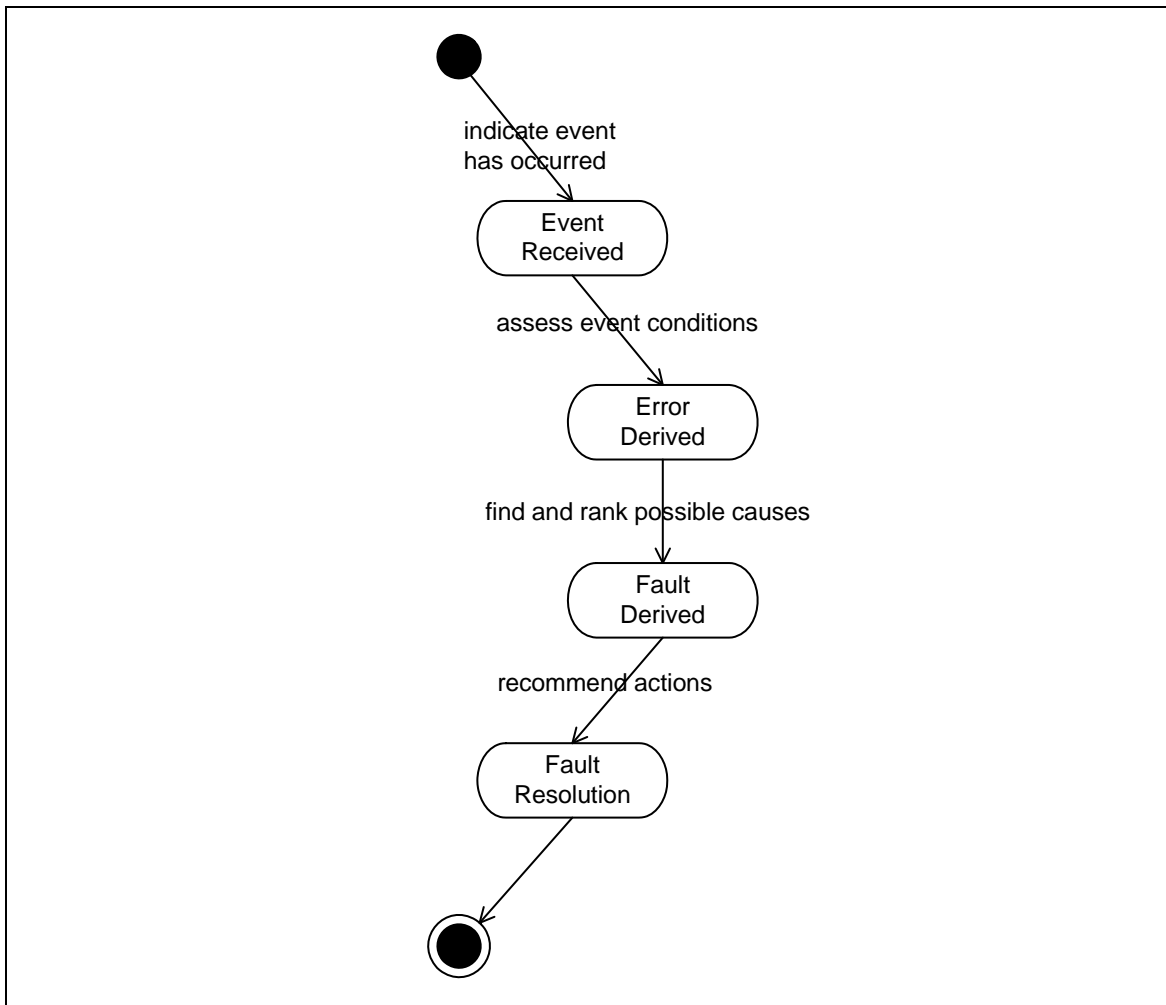 indicate event
has occurred
Event
Received
assess event conditions
Error
Derived
find and rank possible causes
Fault
Derived
recommend actions
Fault
Resolution